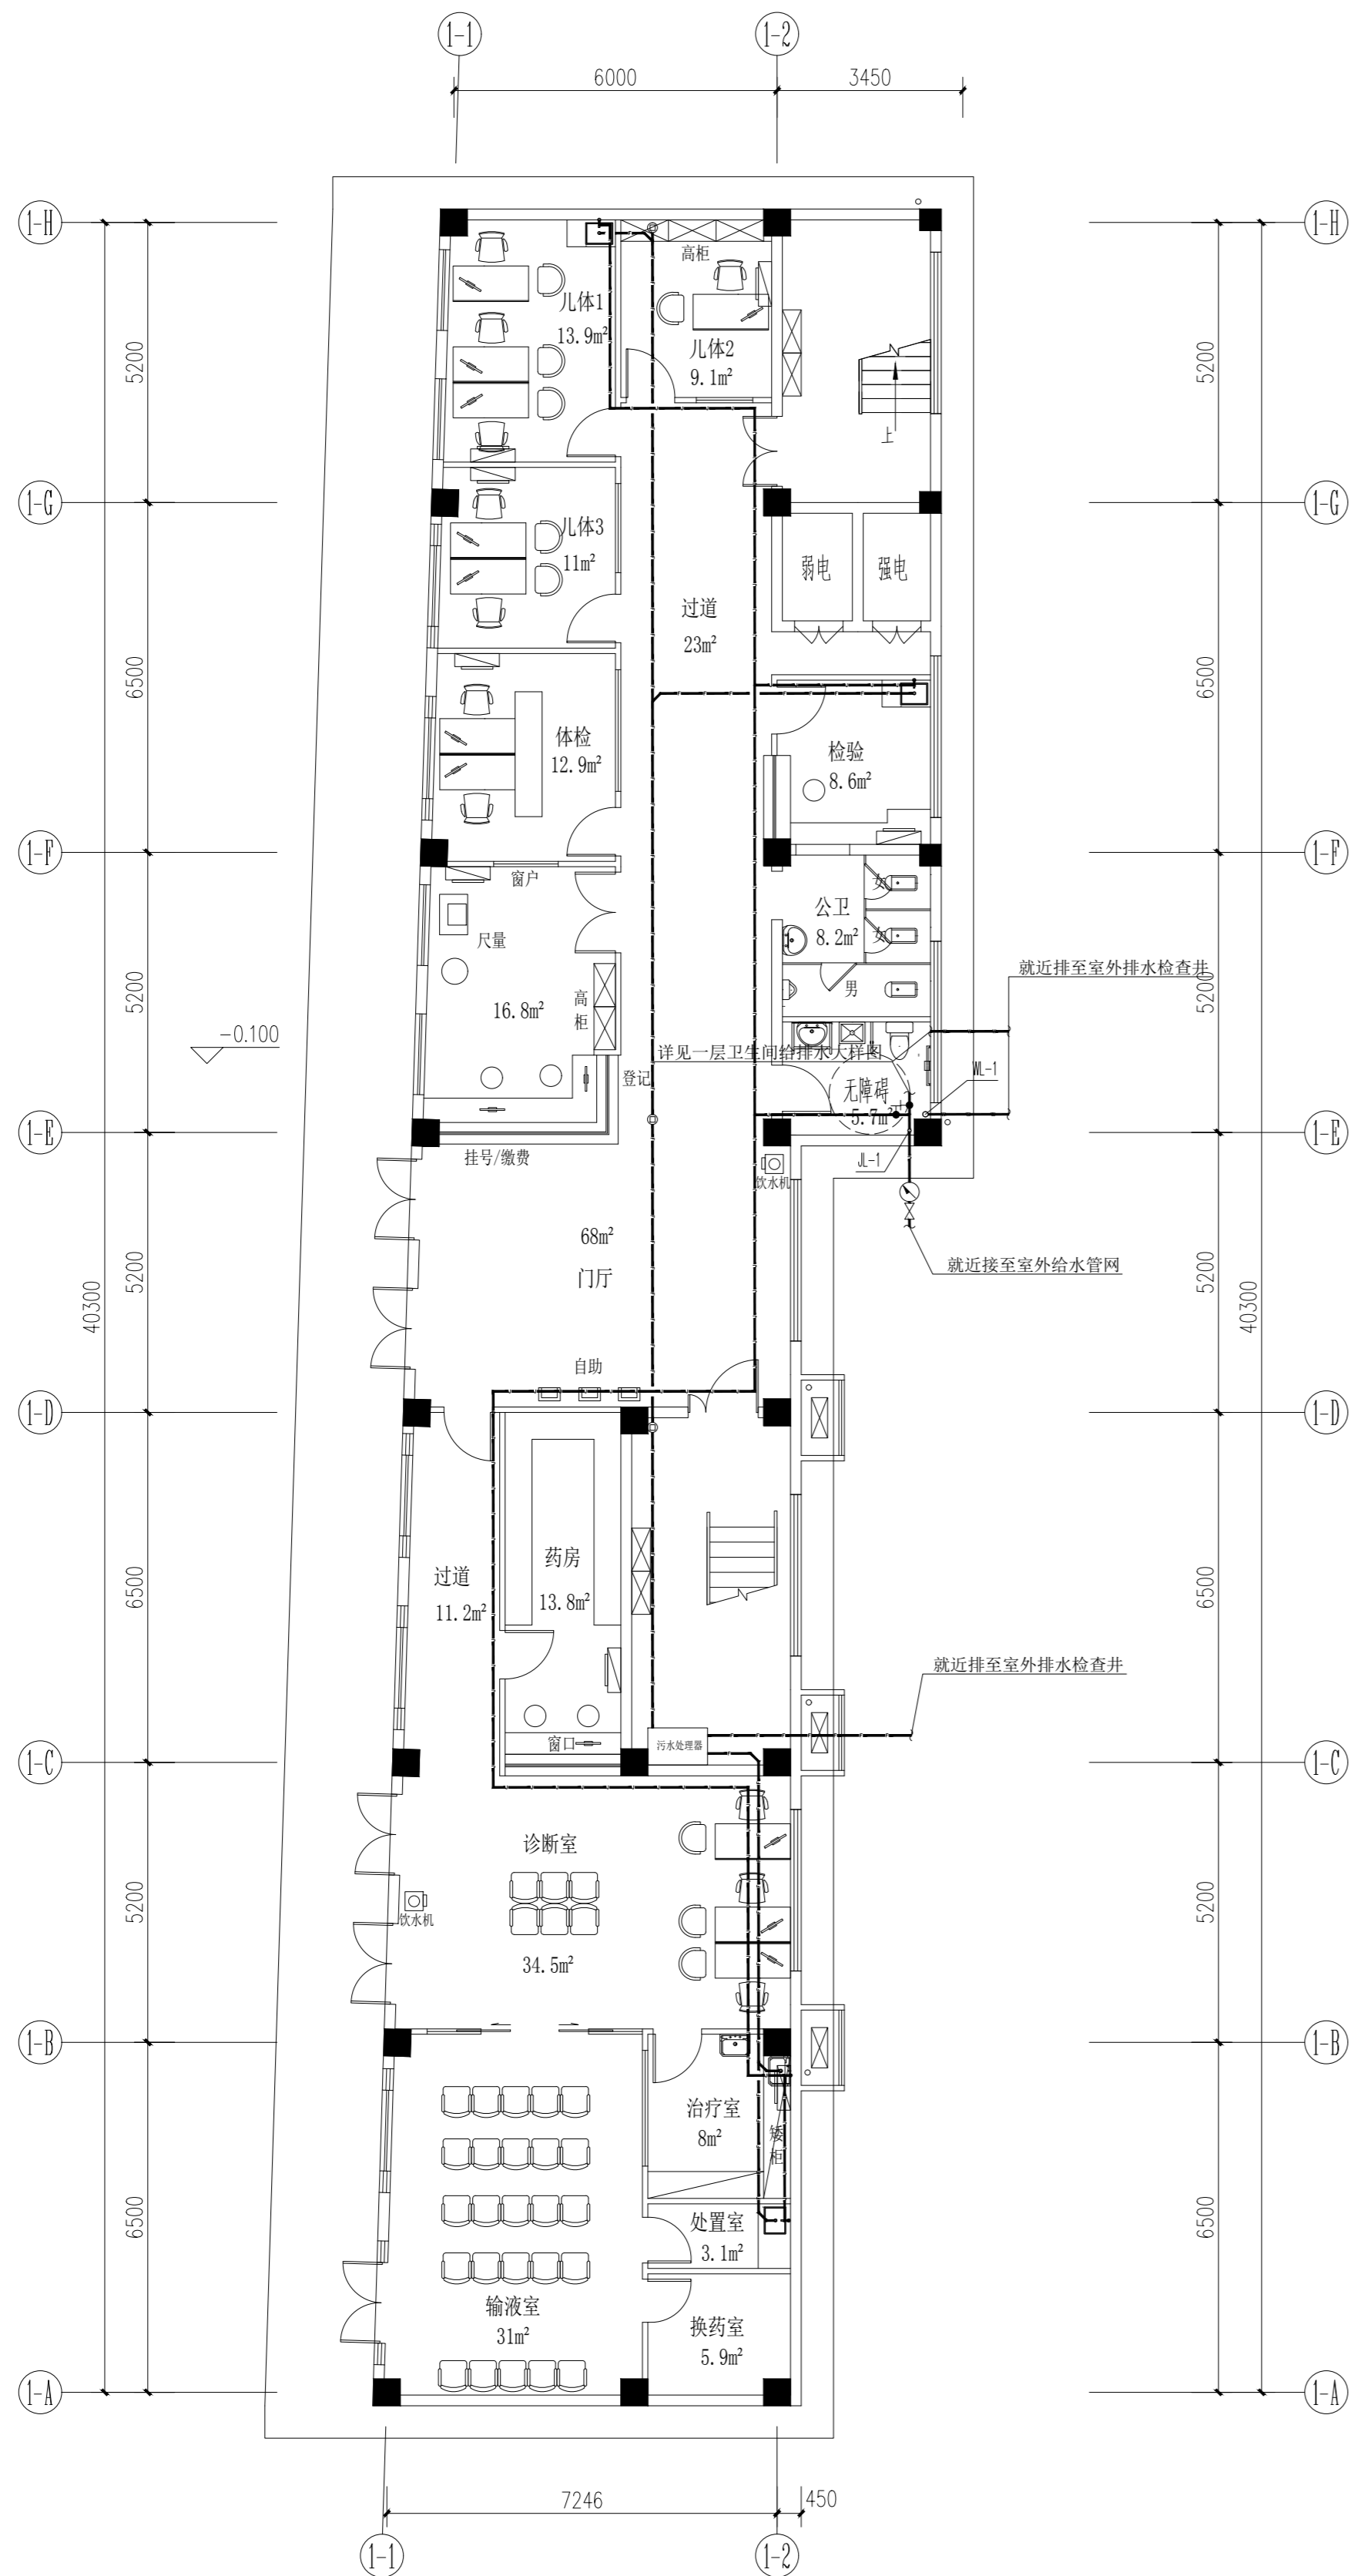 1-1
1-2
6000
3450
1-H
1-H
高柜
儿体1
13.9m²
儿体2
9.1m²
5200
5200
上
1-G
1-G
儿体3
11m²
弱电
强电
过道
23m²
6500
6500
体检
12.9m²
检验
8.6m²
1-F
1-F
窗户
女
公卫
8.2m²
女
尺量
就近排至室外排水检查井
5200
5200
男
16.8m²
高柜
-0.100
详见一层卫生间给排水大样图
登记
WL-1
无障碍
5.7m²
1-E
1-E
挂号/缴费
JL-1
饮水机
68m²
门厅
就近接至室外给水管网
5200
5200
40300
40300
自助
1-D
1-D
药房
13.8m²
过道
11.2m²
6500
6500
就近排至室外排水检查井
窗口
污水处理器
1-C
1-C
诊断室
饮水机
34.5m²
5200
5200
1-B
1-B
治疗室
8m²
矮柜
处置室
3.1m²
6500
6500
输液室
31m²
换药室
5.9m²
1-A
1-A
7246
450
1-1
1-2